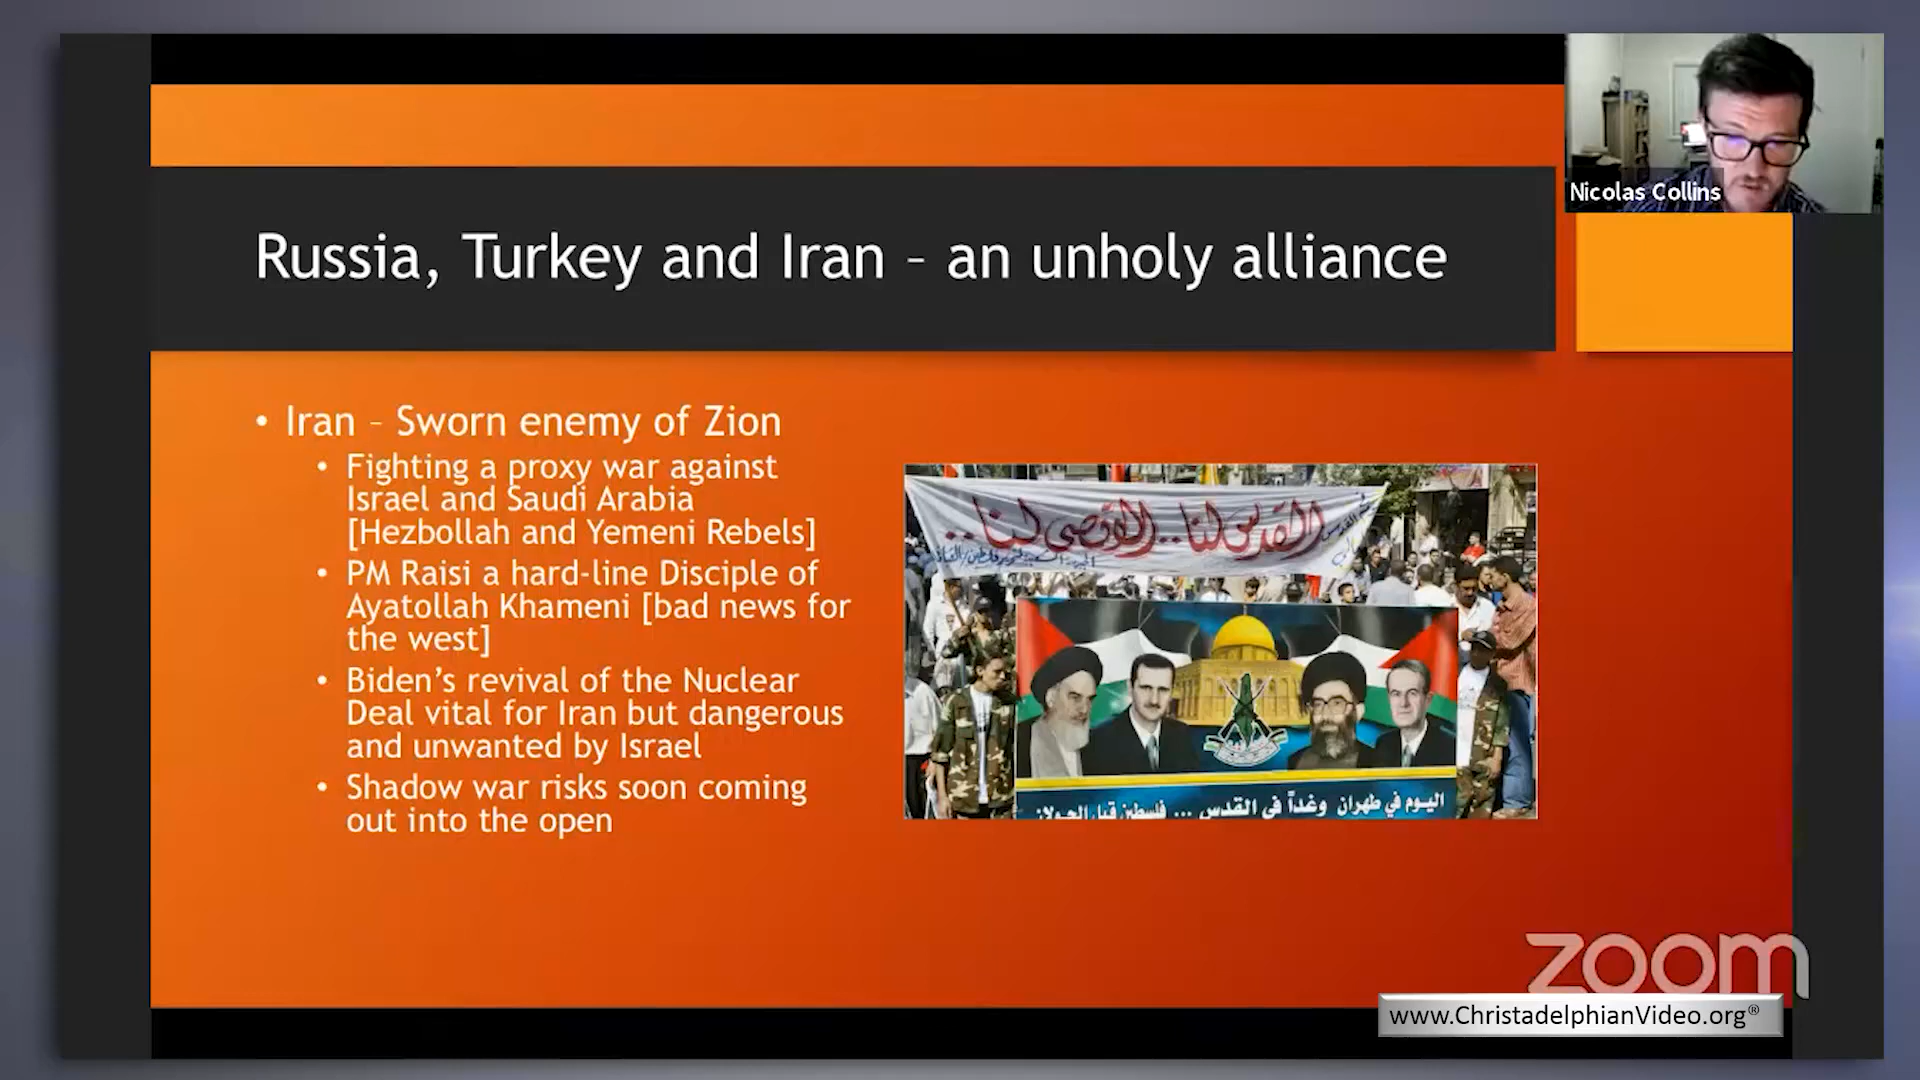 Nicolas Collins
Russia, Turkey and Iran – an unholy alliance
• Iran – Sworn enemy of Zion
• Fighting a proxy war against
Israel and Saudi Arabia
[Hezbollah and Yemeni Rebels]
• PM Raisi a hard-line Disciple of
Ayatollah Khameni [bad news for
the west]
• Biden's revival of the Nuclear
Deal vital for Iran but dangerous
and unwanted by Israel
• Shadow war risks soon coming
out into the open
القدس لنا.. الأقصى لنا..
اليوم في طهران وغداً في القدس ... فلسطين قبل الجولان
zoom
www.ChristadelphianVideo.org®